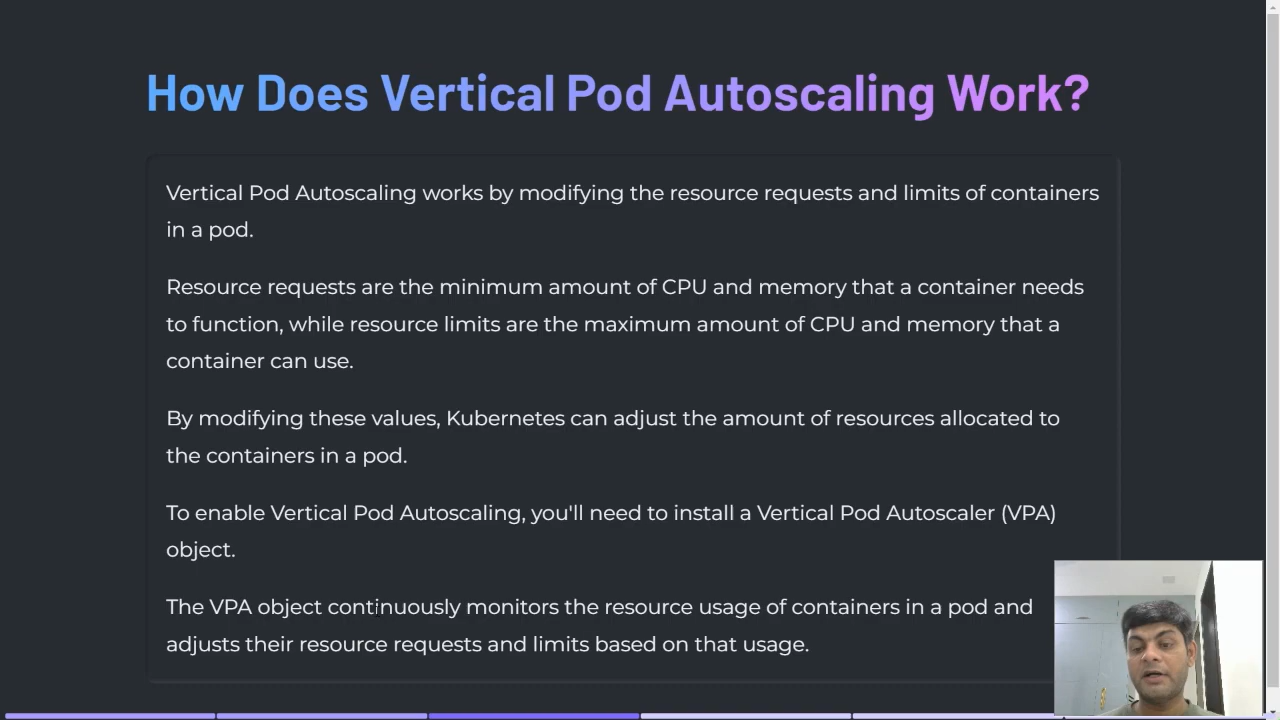 How Does Vertical Pod Autoscaling Work?
Vertical Pod Autoscaling works by modifying the resource requests and limits of containers
in a pod.
Resource requests are the minimum amount of CPU and memory that a container needs
to function, while resource limits are the maximum amount of CPU and memory that a
container can use.
By modifying these values, Kubernetes can adjust the amount of resources allocated to
the containers in a pod.
To enable Vertical Pod Autoscaling, you'll need to install a Vertical Pod Autoscaler (VPA)
object.
The VPA object continuously monitors the resource usage of containers in a pod and
adjusts their resource requests and limits based on that usage.